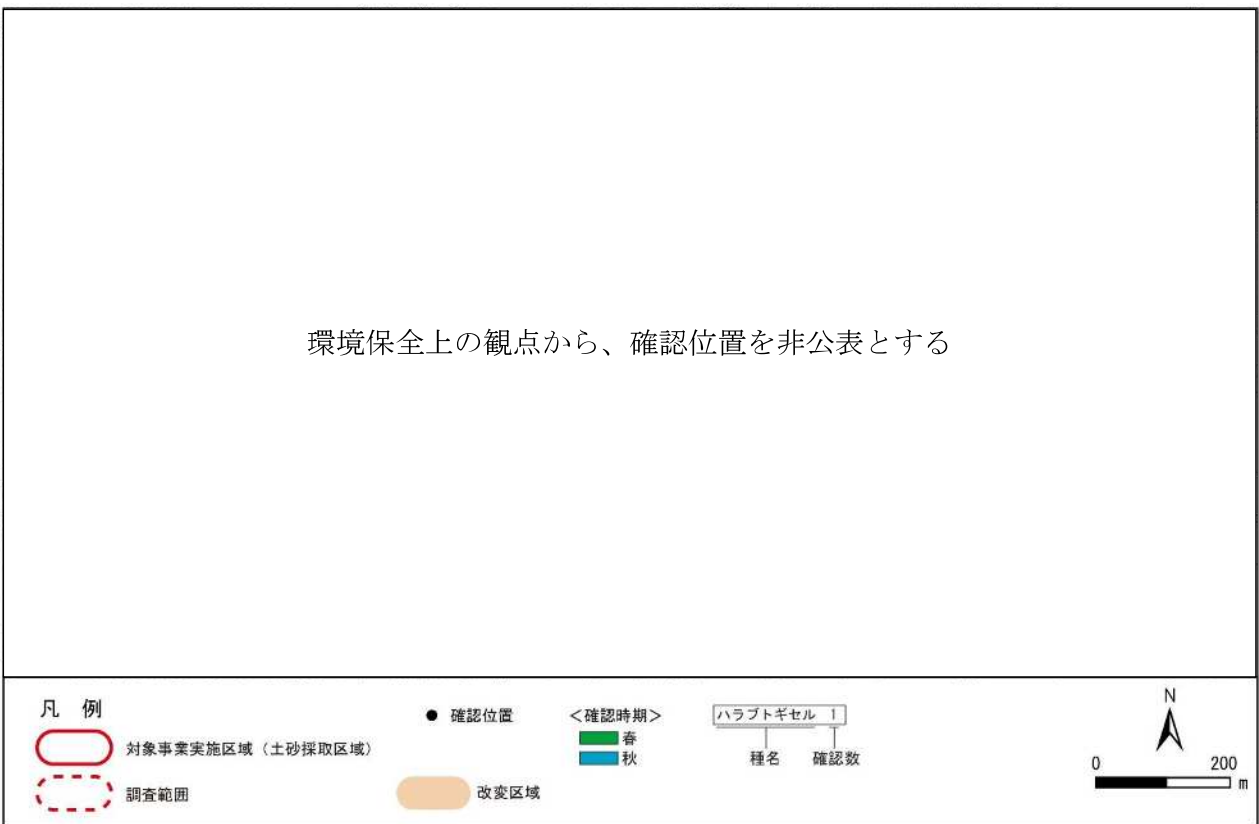 環境保全上の観点から、確認位置を非公表とする
凡 例
対象事業実施区域（土砂採取区域）
調査範囲
● 確認位置
改変区域
＜確認時期＞
春
秋
ハラブトギセル 1
種名 確認数
N
0 200
m